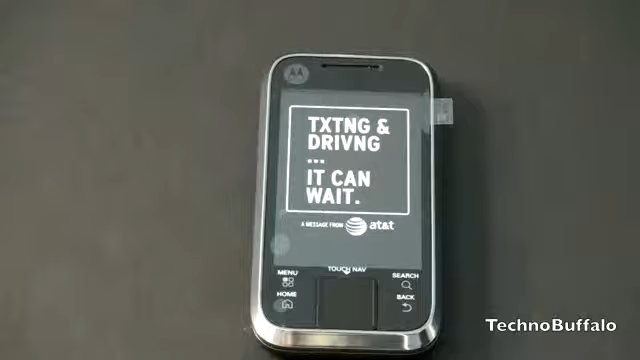 TXTNG &
DRIVNG
...
IT CAN
WAIT.
A MESSAGE FROM at&t
TOUCH NAV
MENU
SEARCH
HOME
BACK
TechnoBuffalo